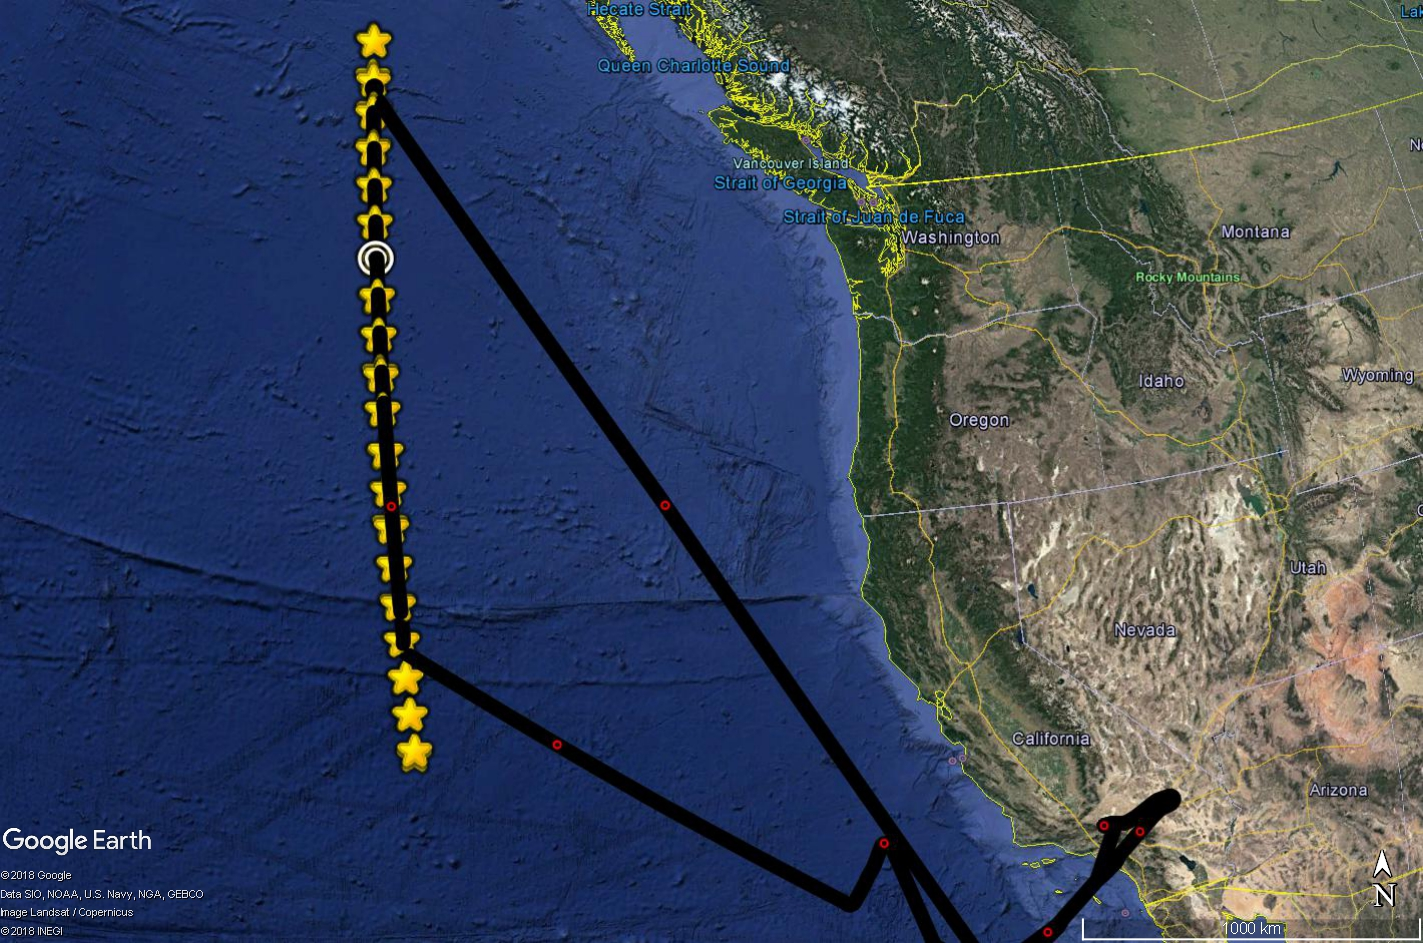 Hecate Strait
Queen Charlotte Sound
Vancouver Island
Strait of Georgia
Strait of Juan de Fuca
Washington
Montana
Rocky Mountains
Idaho
Wyoming
Oregon
Utah
Nevada
California
Arizona
Google Earth
©2018 Google
Data SIO, NOAA, U.S. Navy, NGA, GEBCO
Image Landsat / Copernicus
©2018 INEGI
N
1000 km